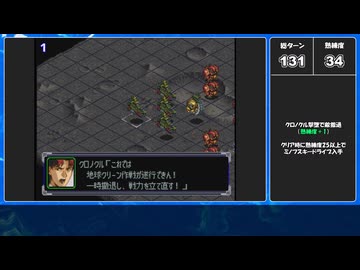 1
クロノクル「これでは
地球クリーン作戦が遂行できん!
一時撤退し、戦力を立て直す!」
総ターン
131
熟練度
34
クロノクル撃墜で敵撤退
(熟練度+1)
クリア時に熟練度25以上で
ミノフスキードライブ入手